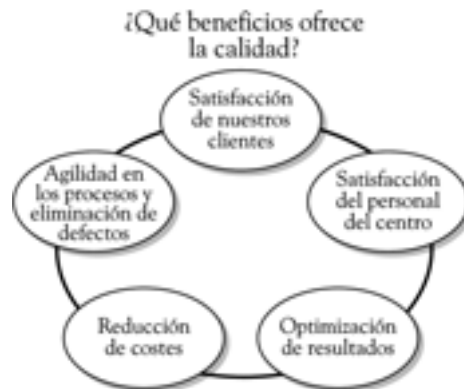 ¿Qué beneficios ofrece
la calidad?
Satisfacción
de nuestros
clientes
Agilidad en
los procesos y
eliminación de
defectos
Satisfacción
del personal
del centro
Reducción
de costes
Optimización
de resultados